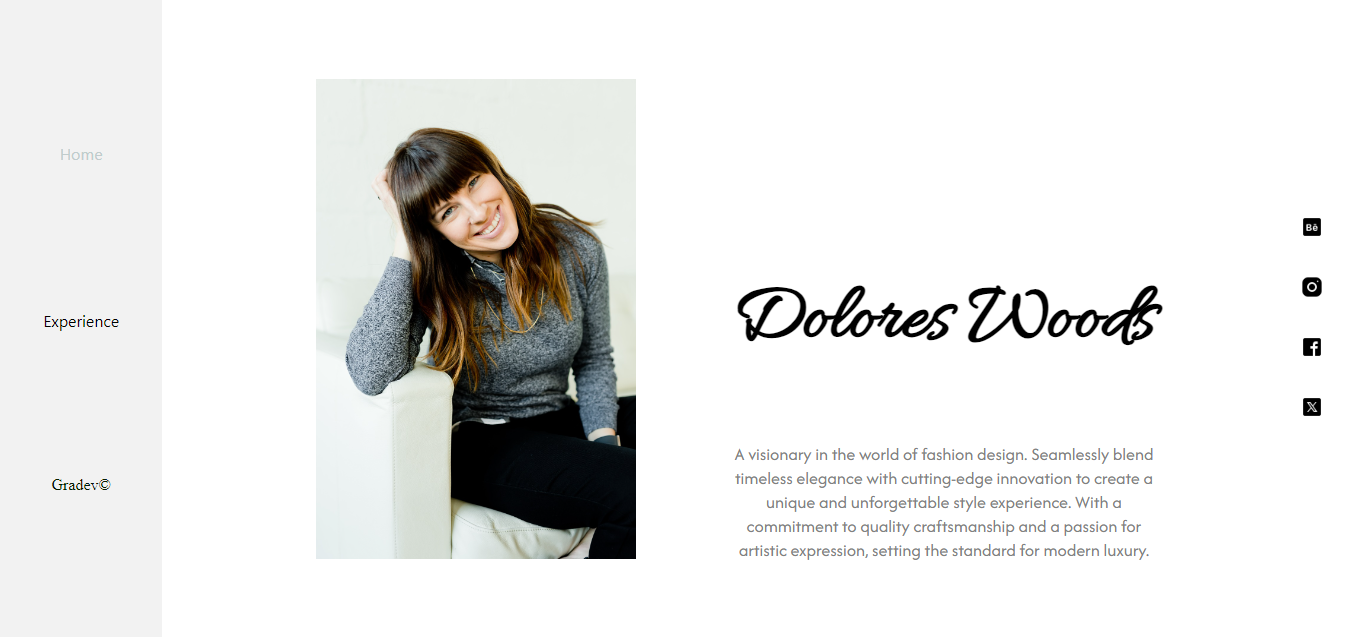 Home
Experience
Gradev©
Dolores Woods
A visionary in the world of fashion design. Seamlessly blend
timeless elegance with cutting-edge innovation to create a
unique and unforgettable style experience. With a
commitment to quality craftsmanship and a passion for
artistic expression, setting the standard for modern luxury.
Bē